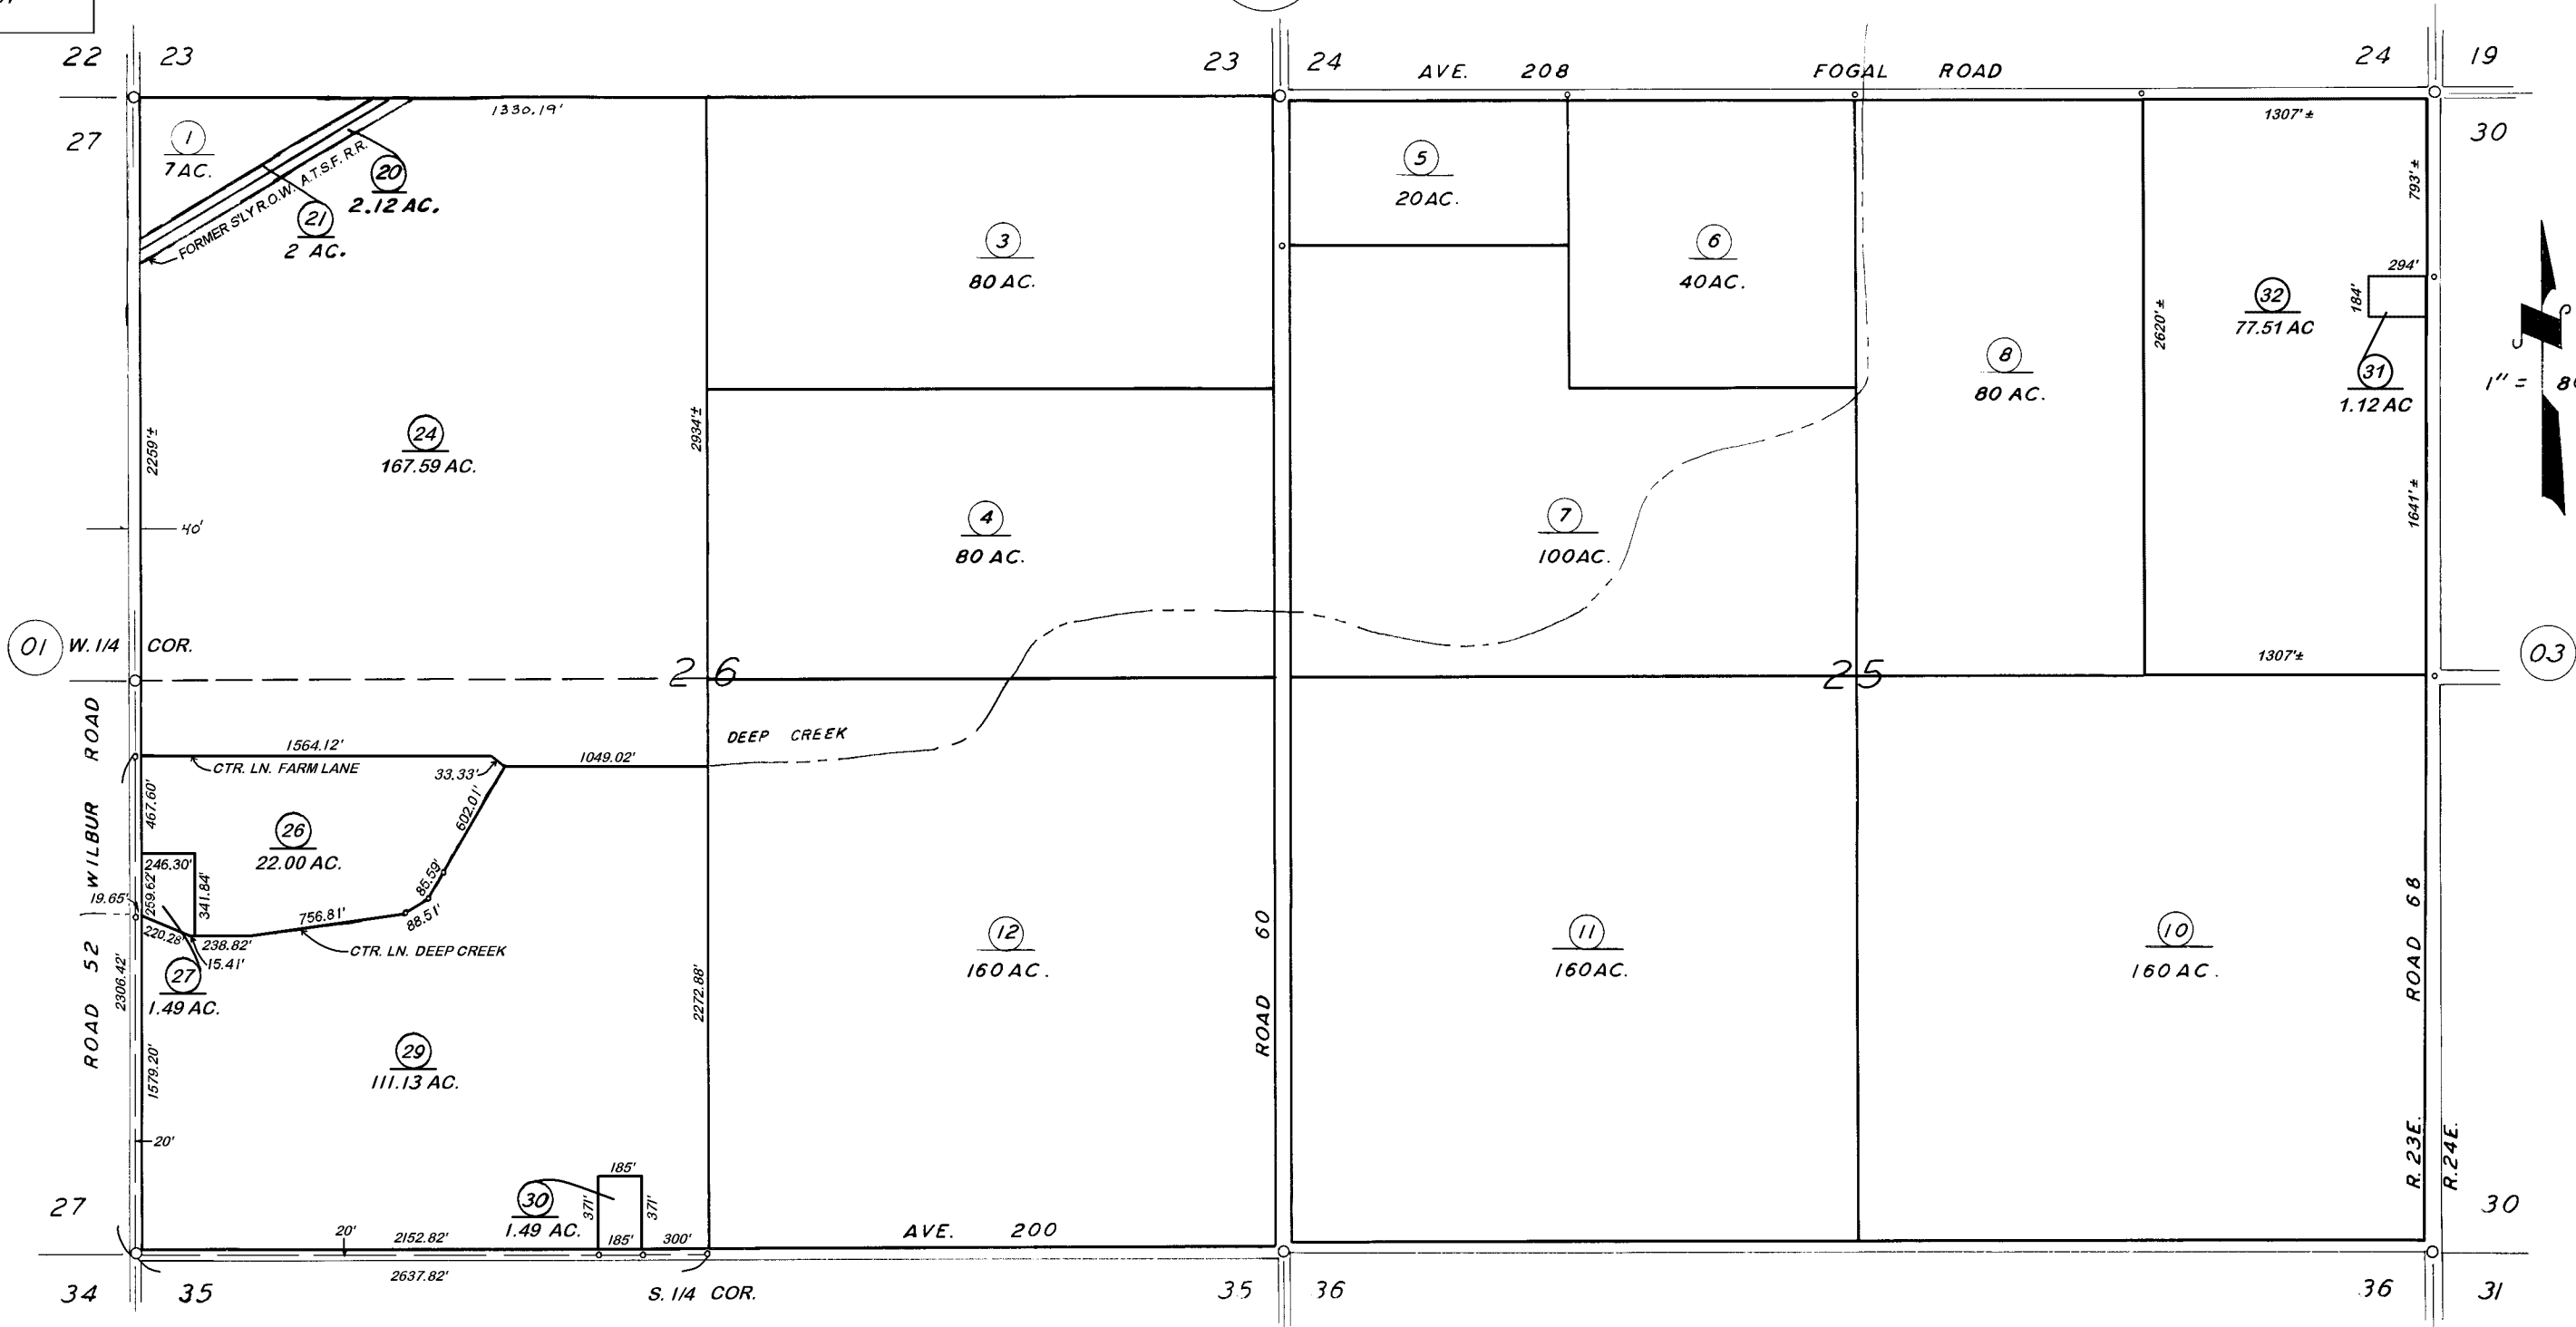 22 23
23 24
AVE. 208 FOGAL ROAD
24 19
27
1
7 AC.
1330.19'
20
2.12 AC.
21
2 AC.
FORMER S'LY R.O.W. A.T.S.F. R.R.
3
80 AC.
5
20 AC.
6
40 AC.
1307'±
30
793'±
294'
184'
32
77.51 AC
31
1.12 AC
2620'±
8
80 AC.
1" =
24
167.59 AC.
2259'±
2934'±
40'
4
80 AC.
7
100 AC.
1641'±
01 W. 1/4 COR.
26
25
1307'±
03
ROAD 52 WILBUR ROAD
DEEP CREEK
1564.12'
CTR. LN. FARM LANE
33.33'
1049.02'
467.60'
602.01'
26
22.00 AC.
246.30'
259.62'
341.84'
19.65'
85.59'
88.51'
756.81'
220.28'
238.82'
15.41'
CTR. LN. DEEP CREEK
27
1.49 AC.
2306.42'
2272.88'
12
160 AC.
ROAD 60
11
160 AC.
10
160 AC.
ROAD 68
29
111.13 AC.
1579.20'
20'
185'
371'
371'
30
1.49 AC.
R. 23E.
R. 24E.
27
30
20'
2152.82'
185'
300'
AVE. 200
2637.82'
34 35
S. 1/4 COR.
35 36
36 31